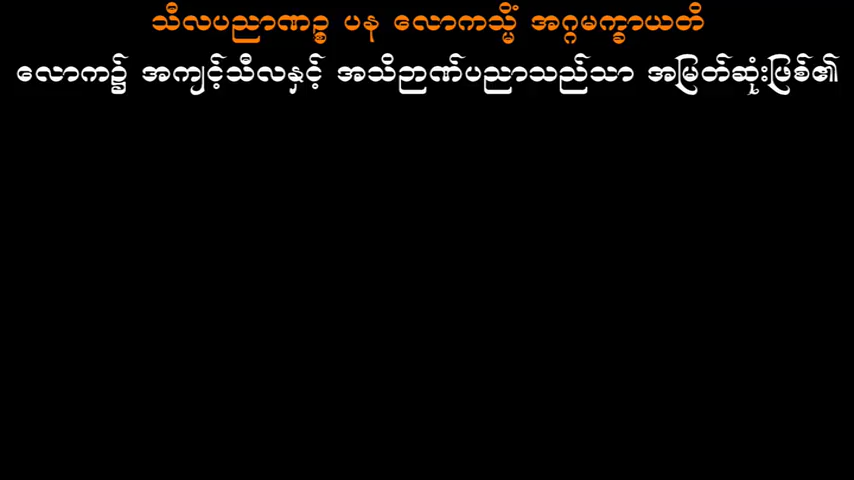 သီလပညာဏဉ္စ ပန လောကသ္မိံ အဂ္ဂမက္ခာယတိ
လောက၌ အကျင့်သီလနှင့် အသိဉာဏ်ပညာသည်သာ အမြတ်ဆုံးဖြစ်၏